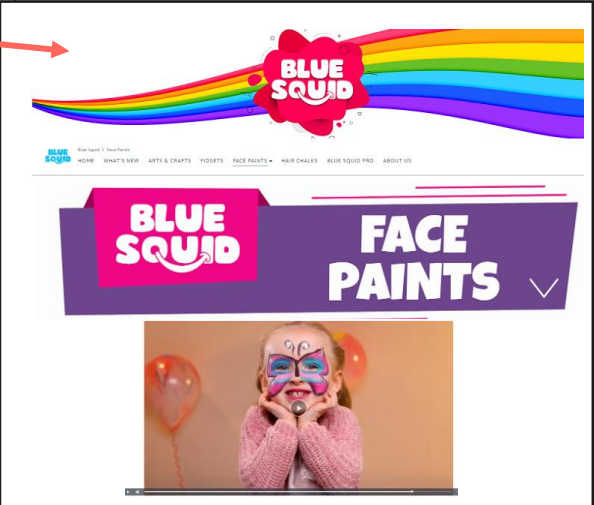 BLUE
SQUID
BLUE
SQUID
Blue Squid > Face Paints
HOME WHAT'S NEW ARTS & CRAFTS FIDGETS FACE PAINTS HAIR CHALKS BLUE SQUID PRO ABOUT US
BLUE
SQUID
FACE
PAINTS